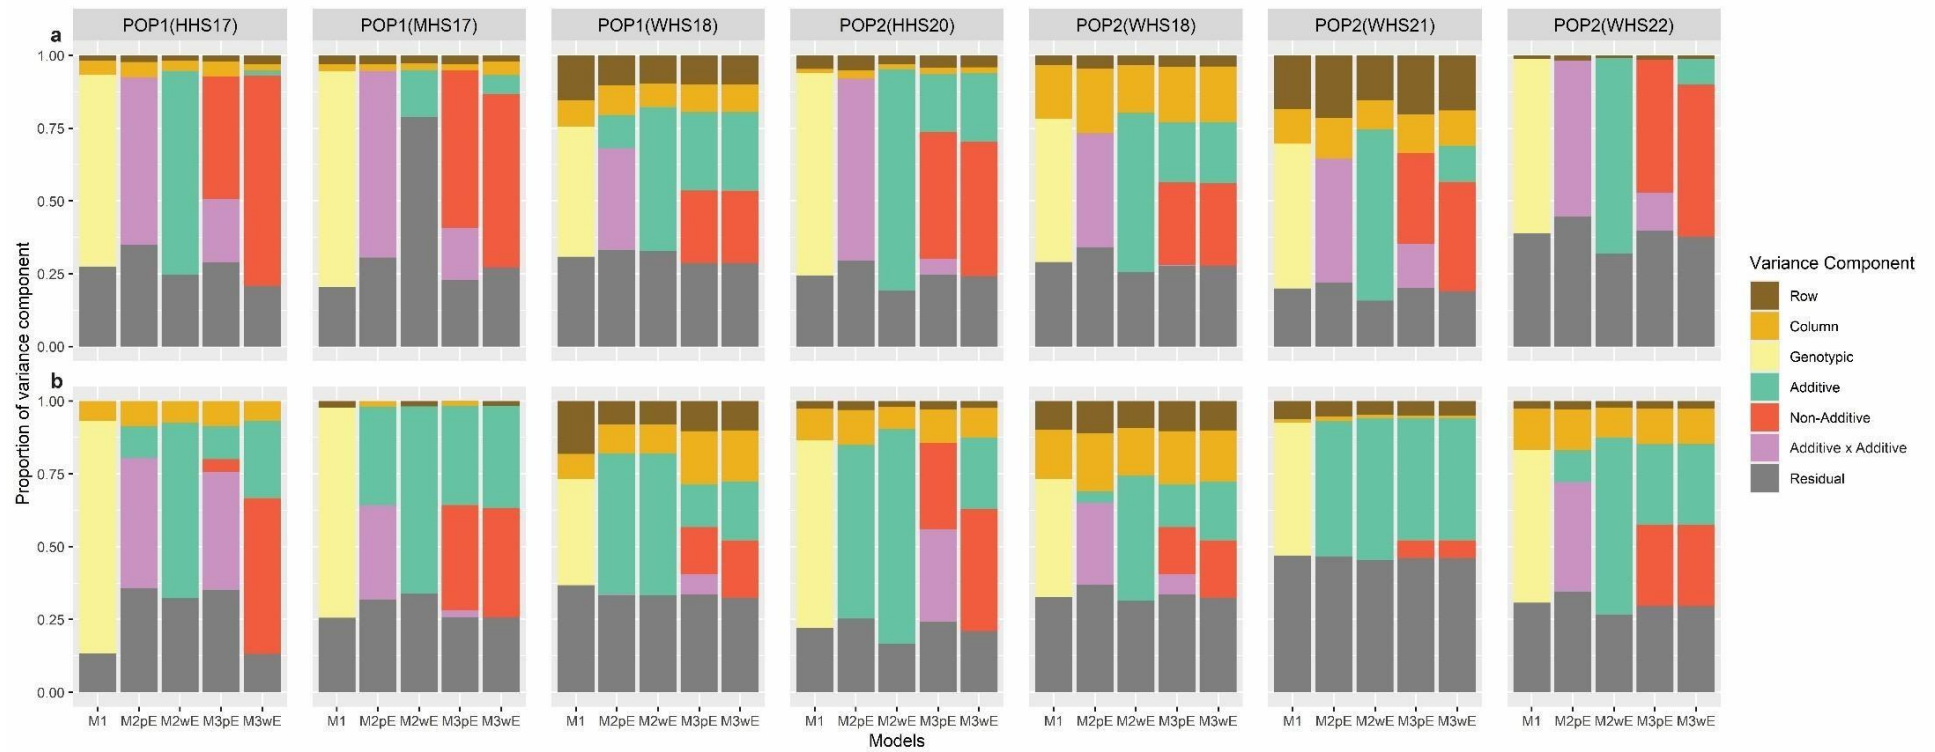 POP1(HHS17) POP1(MHS17) POP1(WHS18) POP2(HHS20) POP2(WHS18) POP2(WHS21) POP2(WHS22)
a
1.00
0.75
0.50
0.25
0.00
b
1.00
0.75
0.50
0.25
0.00
Proportion of variance component
M1 M2pE M2wE M3pE M3wE M1 M2pE M2wE M3pE M3wE M1 M2pE M2wE M3pE M3wE M1 M2pE M2wE M3pE M3wE M1 M2pE M2wE M3pE M3wE M1 M2pE M2wE M3pE M3wE M1 M2pE M2wE M3pE M3wE
Models
Variance Component
Row
Column
Genotypic
Additive
Non-Additive
Additive x Additive
Residual